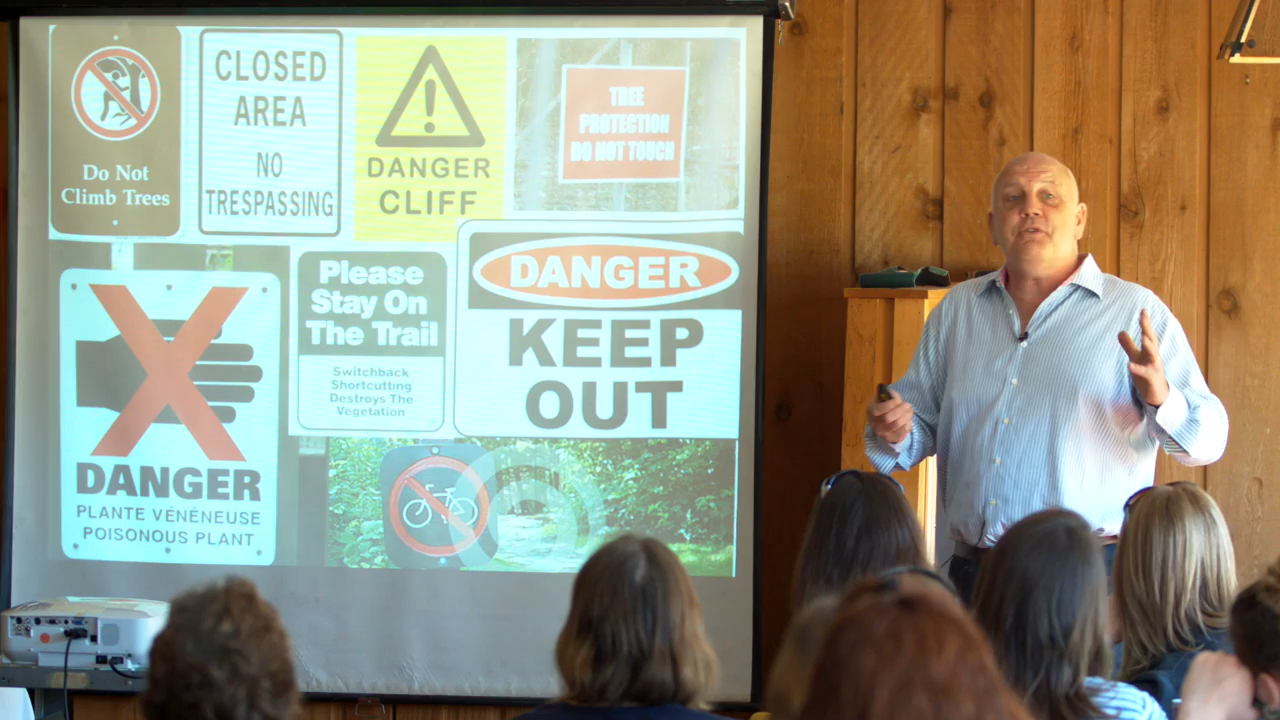 Do Not
Climb Trees
CLOSED
AREA
NO
TRESPASSING
DANGER
CLIFF
TREE
PROTECTION
DO NOT TOUCH
DANGER
PLANTE VÉNÉNEUSE
POISONOUS PLANT
Please
Stay On
The Trail
Switchback
Shortcutting
Destroys The
Vegetation
DANGER
KEEP
OUT